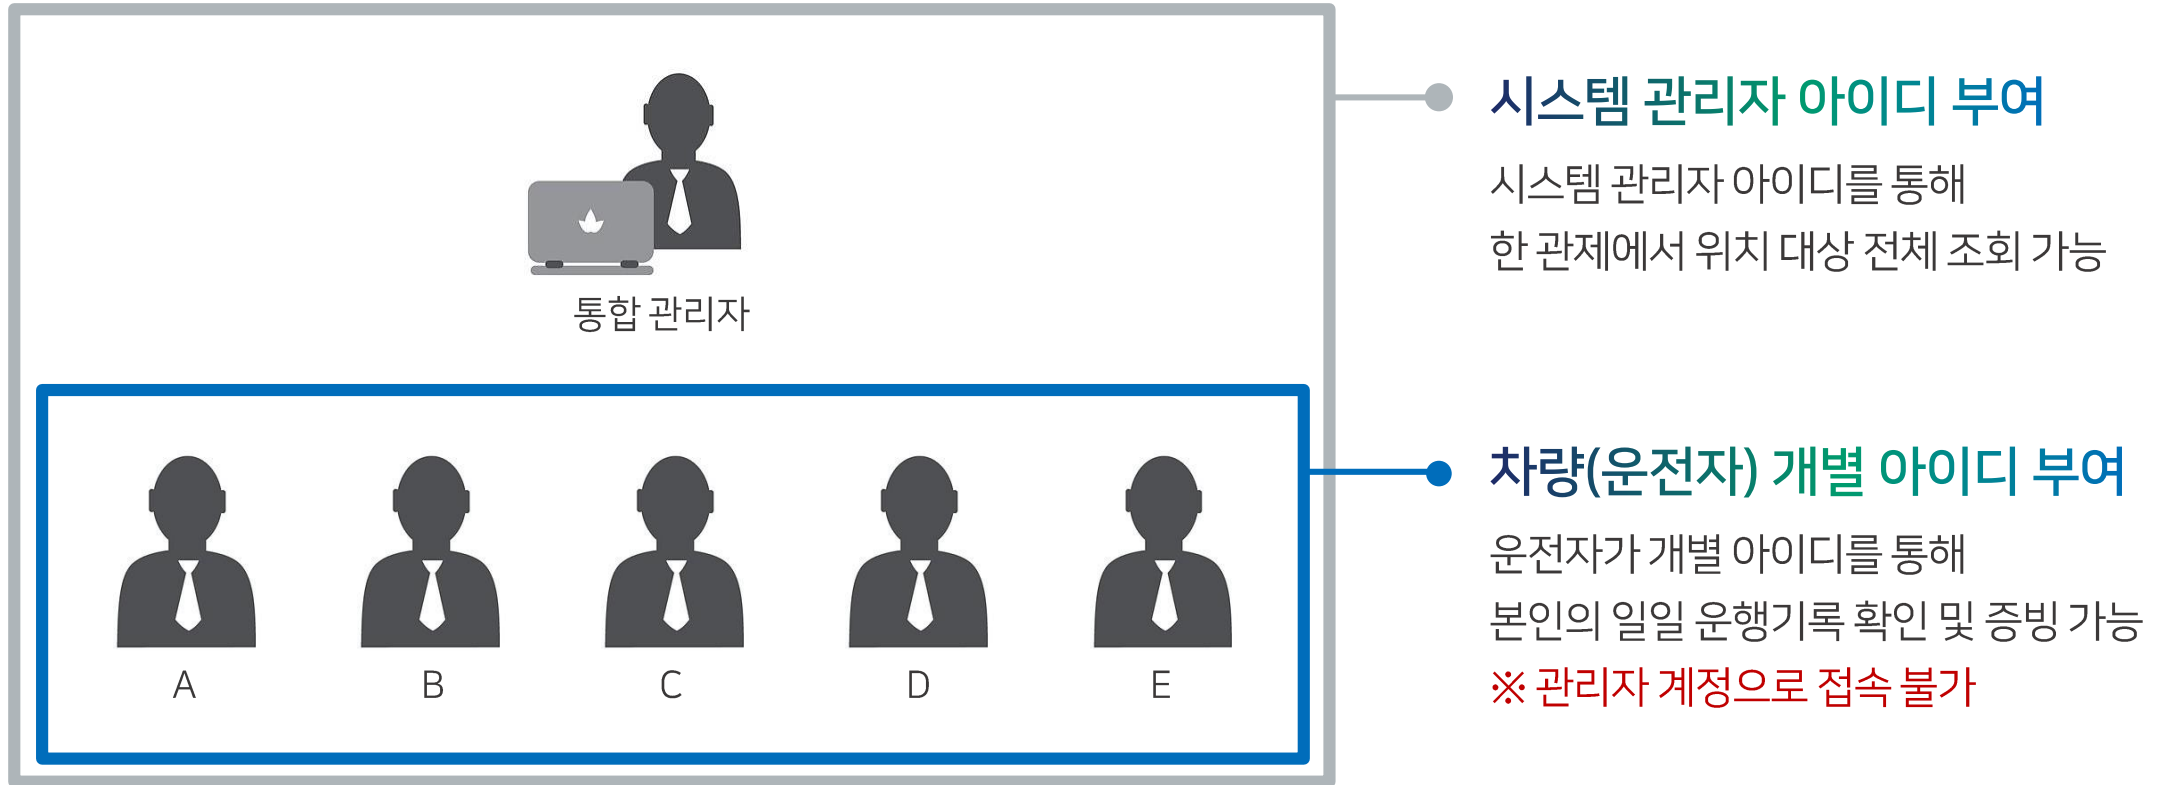 시스템 관리자 아이디 부여
시스템 관리자 아이디를 통해
한 관제에서 위치 대상 전체 조회 가능
통합 관리자
차량(운전자) 개별 아이디 부여
운전자가 개별 아이디를 통해
본인의 일일 운행기록 확인 및 증빙 가능
※ 관리자 계정으로 접속 불가
A B C D E